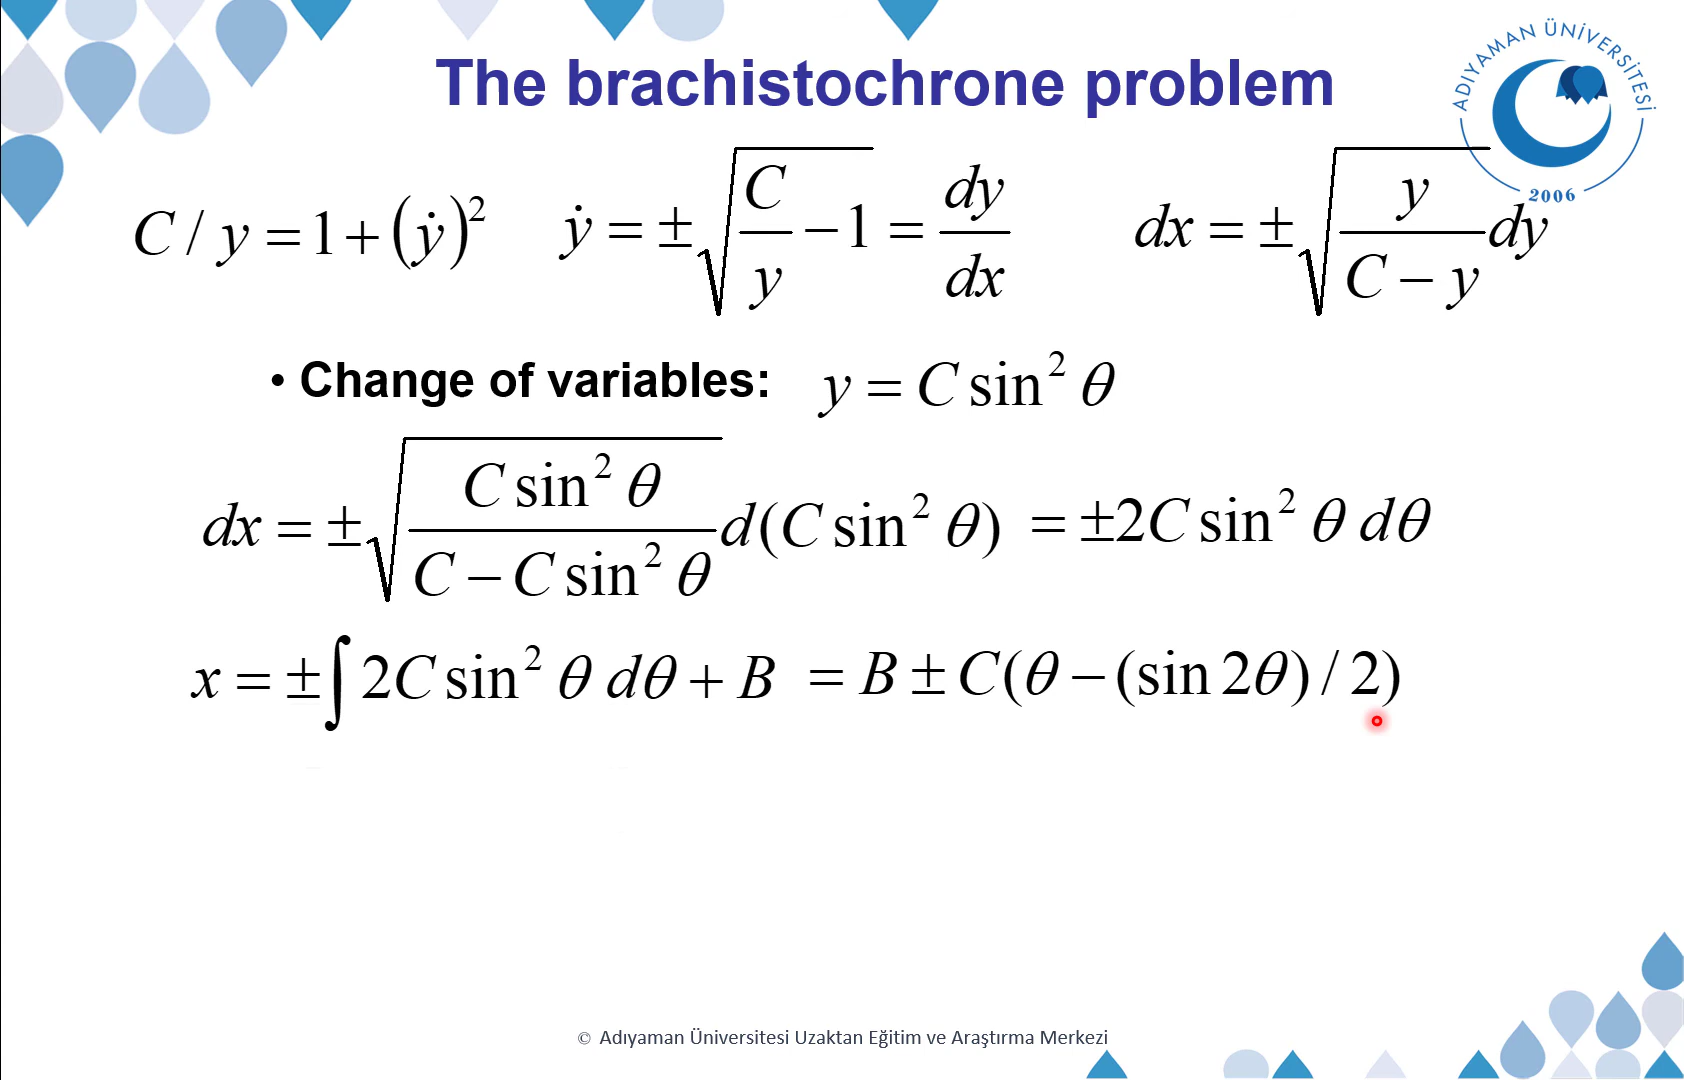 The brachistochrone problem
ADIYAMAN ÜNİVERSİTESİ
2006
C / y = 1 + (ẏ)² ẏ = ±√(C/y − 1) = dy/dx dx = ±√(y/(C − y)) dy
• Change of variables: y = C sin² θ
dx = ±√(C sin² θ/(C − C sin² θ)) d(C sin² θ) = ±2C sin² θ dθ
x = ±∫ 2C sin² θ dθ + B = B ± C(θ − (sin 2θ) / 2)
© Adıyaman Üniversitesi Uzaktan Eğitim ve Araştırma Merkezi